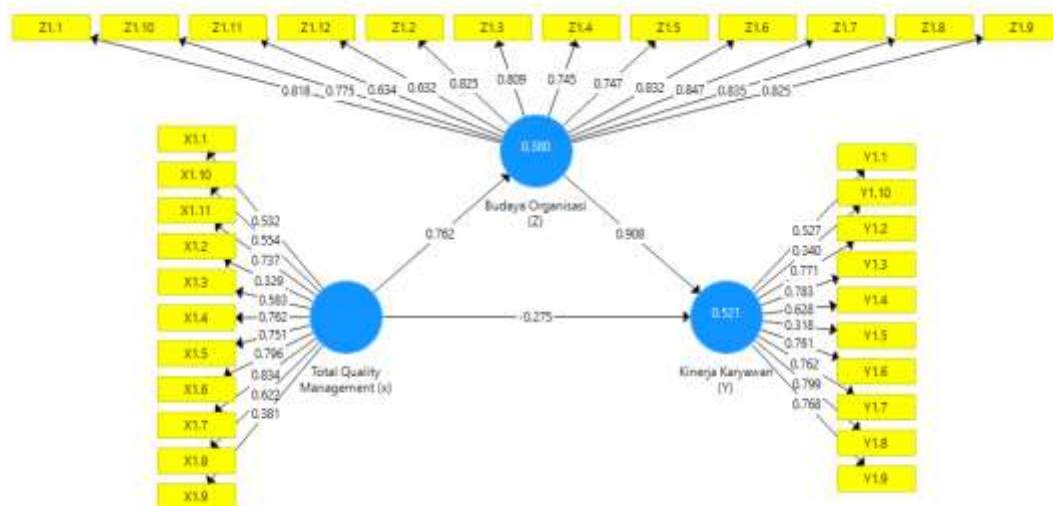 Z1.1 Z1.10 Z1.11 Z1.12 Z1.2 Z1.3 Z1.4 Z1.5 Z1.6 Z1.7 Z1.8 Z1.9
0.818 0.775 0.634 0.632 0.825 0.809 0.745 0.747 0.832 0.847 0.835 0.825
0.580
Budaya Organisasi
(Z)
0.762
0.908
X1.1
X1.10
X1.11
X1.2
X1.3
X1.4
X1.5
X1.6
X1.7
X1.8
X1.9
0.532
0.554
0.737
0.329
0.583
0.762
0.751
0.796
0.834
0.622
0.381
Total Quality
Management (x)
-0.275
0.521
Kinerja Karyawan
(Y)
0.527
0.340
0.771
0.783
0.628
0.318
0.761
0.762
0.799
0.768
Y1.1
Y1.10
Y1.2
Y1.3
Y1.4
Y1.5
Y1.6
Y1.7
Y1.8
Y1.9